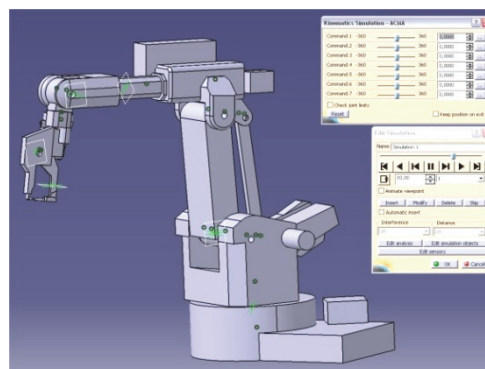 Kinematics Simulation -
Command 1 -360 360 0,0000
Command 2 -360 360 0,0000
Command 3 -360 360 0,0000
Command 4 -360 360 0,0000
Command 5 -360 360 0,0000
Command 6 -360 360 0,0000
Command 7 -360 360 0,0000
Check joint limits
Reset Keep position on exit
Edit Simulation
Name: Simulation.1
1
Animate viewpoint
Insert Modify Delete Skip
Automatic insert
Interference Distance
Edit analysis Edit simulation objects
Edit sensors
OK Cancel